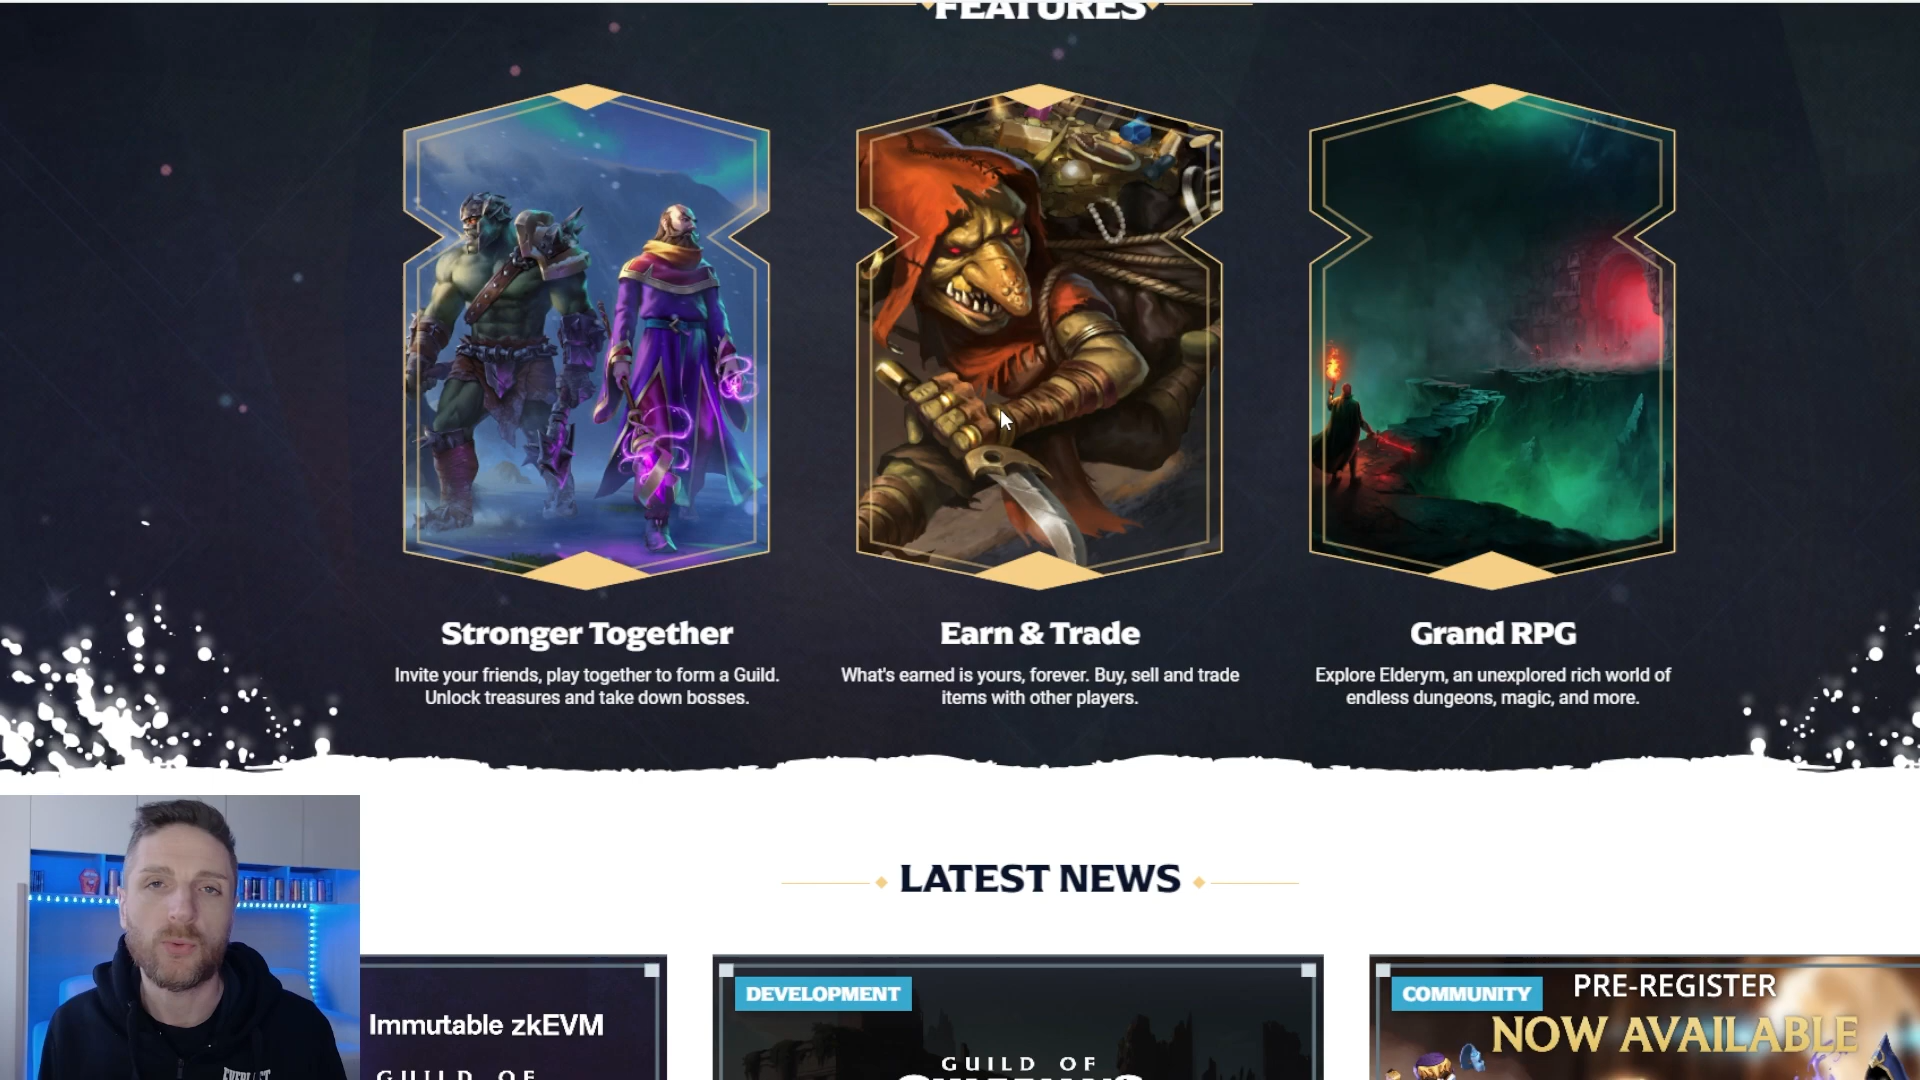 FEATURES
Stronger Together
Invite your friends, play together to form a Guild.
Unlock treasures and take down bosses.
Earn & Trade
What's earned is yours, forever. Buy, sell and trade
items with other players.
Grand RPG
Explore Elderym, an unexplored rich world of
endless dungeons, magic, and more.
LATEST NEWS
Immutable zkEVM
GUILD OF
DEVELOPMENT
GUILD OF
COMMUNITY
PRE-REGISTER
NOW AVAILABLE